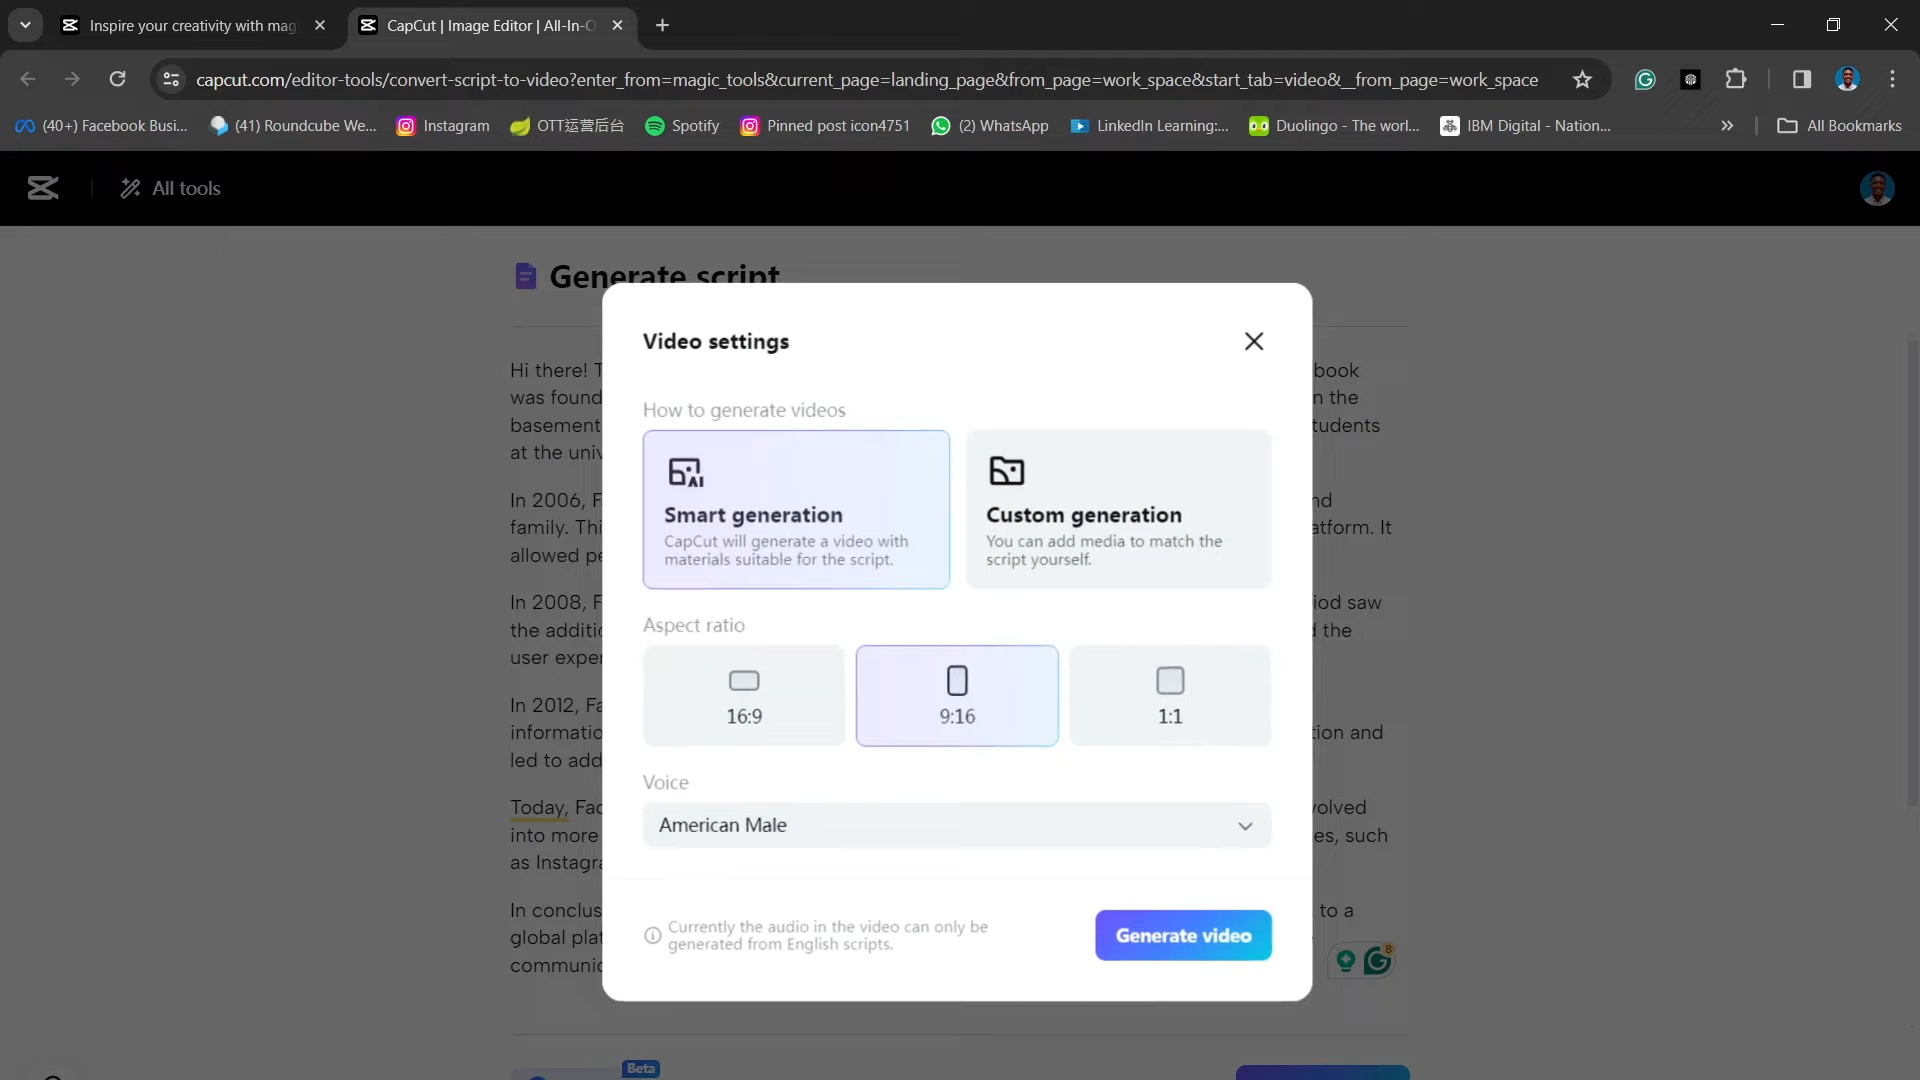 Inspire your creativity with mag
CapCut | Image Editor | All-In-O
capcut.com/editor-tools/convert-script-to-video?enter_from=magic_tools&current_page=landing_page&from_page=work_space&start_tab=video&__from_page=work_space
(40+) Facebook Busi... (41) Roundcube We... Instagram OTT运营后台 Spotify Pinned post icon4751 (2) WhatsApp LinkedIn Learning:... Duolingo - The worl... IBM Digital - Nation... All Bookmarks
All tools
Generate script
Video settings
Hi there! T
book
was found
n the
basement
tudents
at the univ
How to generate videos
AI
Smart generation
CapCut will generate a video with
materials suitable for the script.
Custom generation
You can add media to match the
script yourself.
In 2006, F
nd
family. Thi
atform. It
allowed pe
In 2008, F
iod saw
the additio
d the
user exper
Aspect ratio
16:9
9:16
1:1
In 2012, Fa
informatio
tion and
led to add
Voice
American Male
Today, Fac
volved
into more
es, such
as Instagra
In conclus
to a
global plat
communic
Currently the audio in the video can only be
generated from English scripts.
Generate video
8
Beta